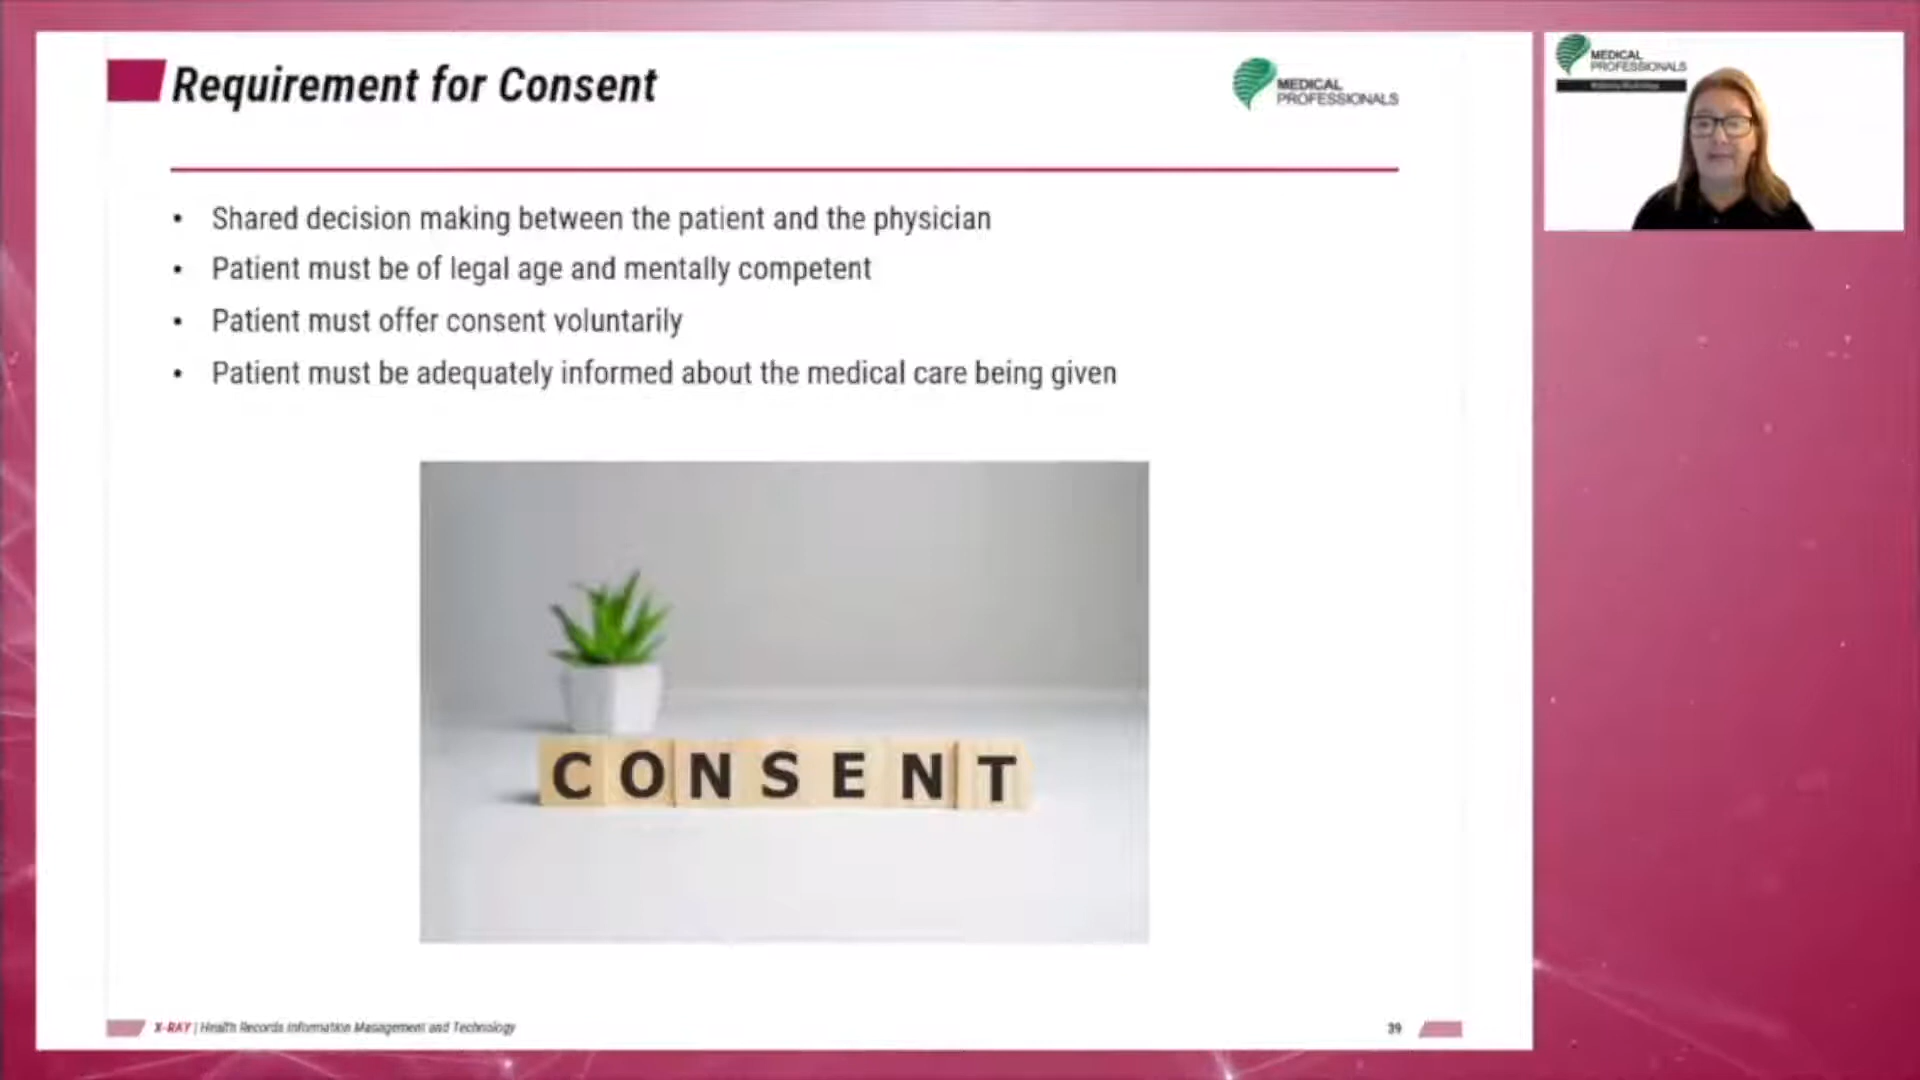 Requirement for Consent
MEDICAL
PROFESSIONALS
• Shared decision making between the patient and the physician
• Patient must be of legal age and mentally competent
• Patient must offer consent voluntarily
• Patient must be adequately informed about the medical care being given
CONSENT
X-RAY | Health Records Information Management and Technology
39
MEDICAL
PROFESSIONALS